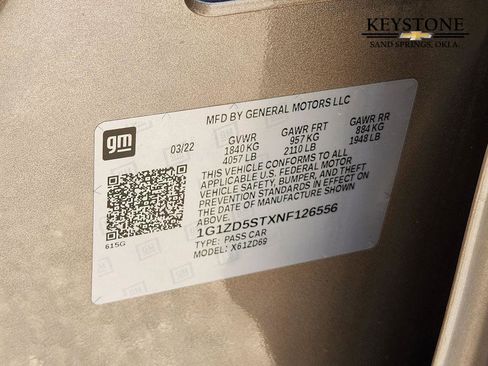 KEYSTONE
SAND SPRINGS, OKLA.
MFD BY GENERAL MOTORS LLC
gm
03/22 GVWR GAWR FRT GAWR RR
1840 KG 957 KG 884 KG
4057 LB 2110 LB 1948 LB
THIS VEHICLE CONFORMS TO ALL
APPLICABLE U.S. FEDERAL MOTOR
VEHICLE SAFETY, BUMPER, AND THEFT
PREVENTION STANDARDS IN EFFECT ON
THE DATE OF MANUFACTURE SHOWN
ABOVE.
1G1ZD5STXNF126556
TYPE: PASS CAR
MODEL: X61ZD69
615G